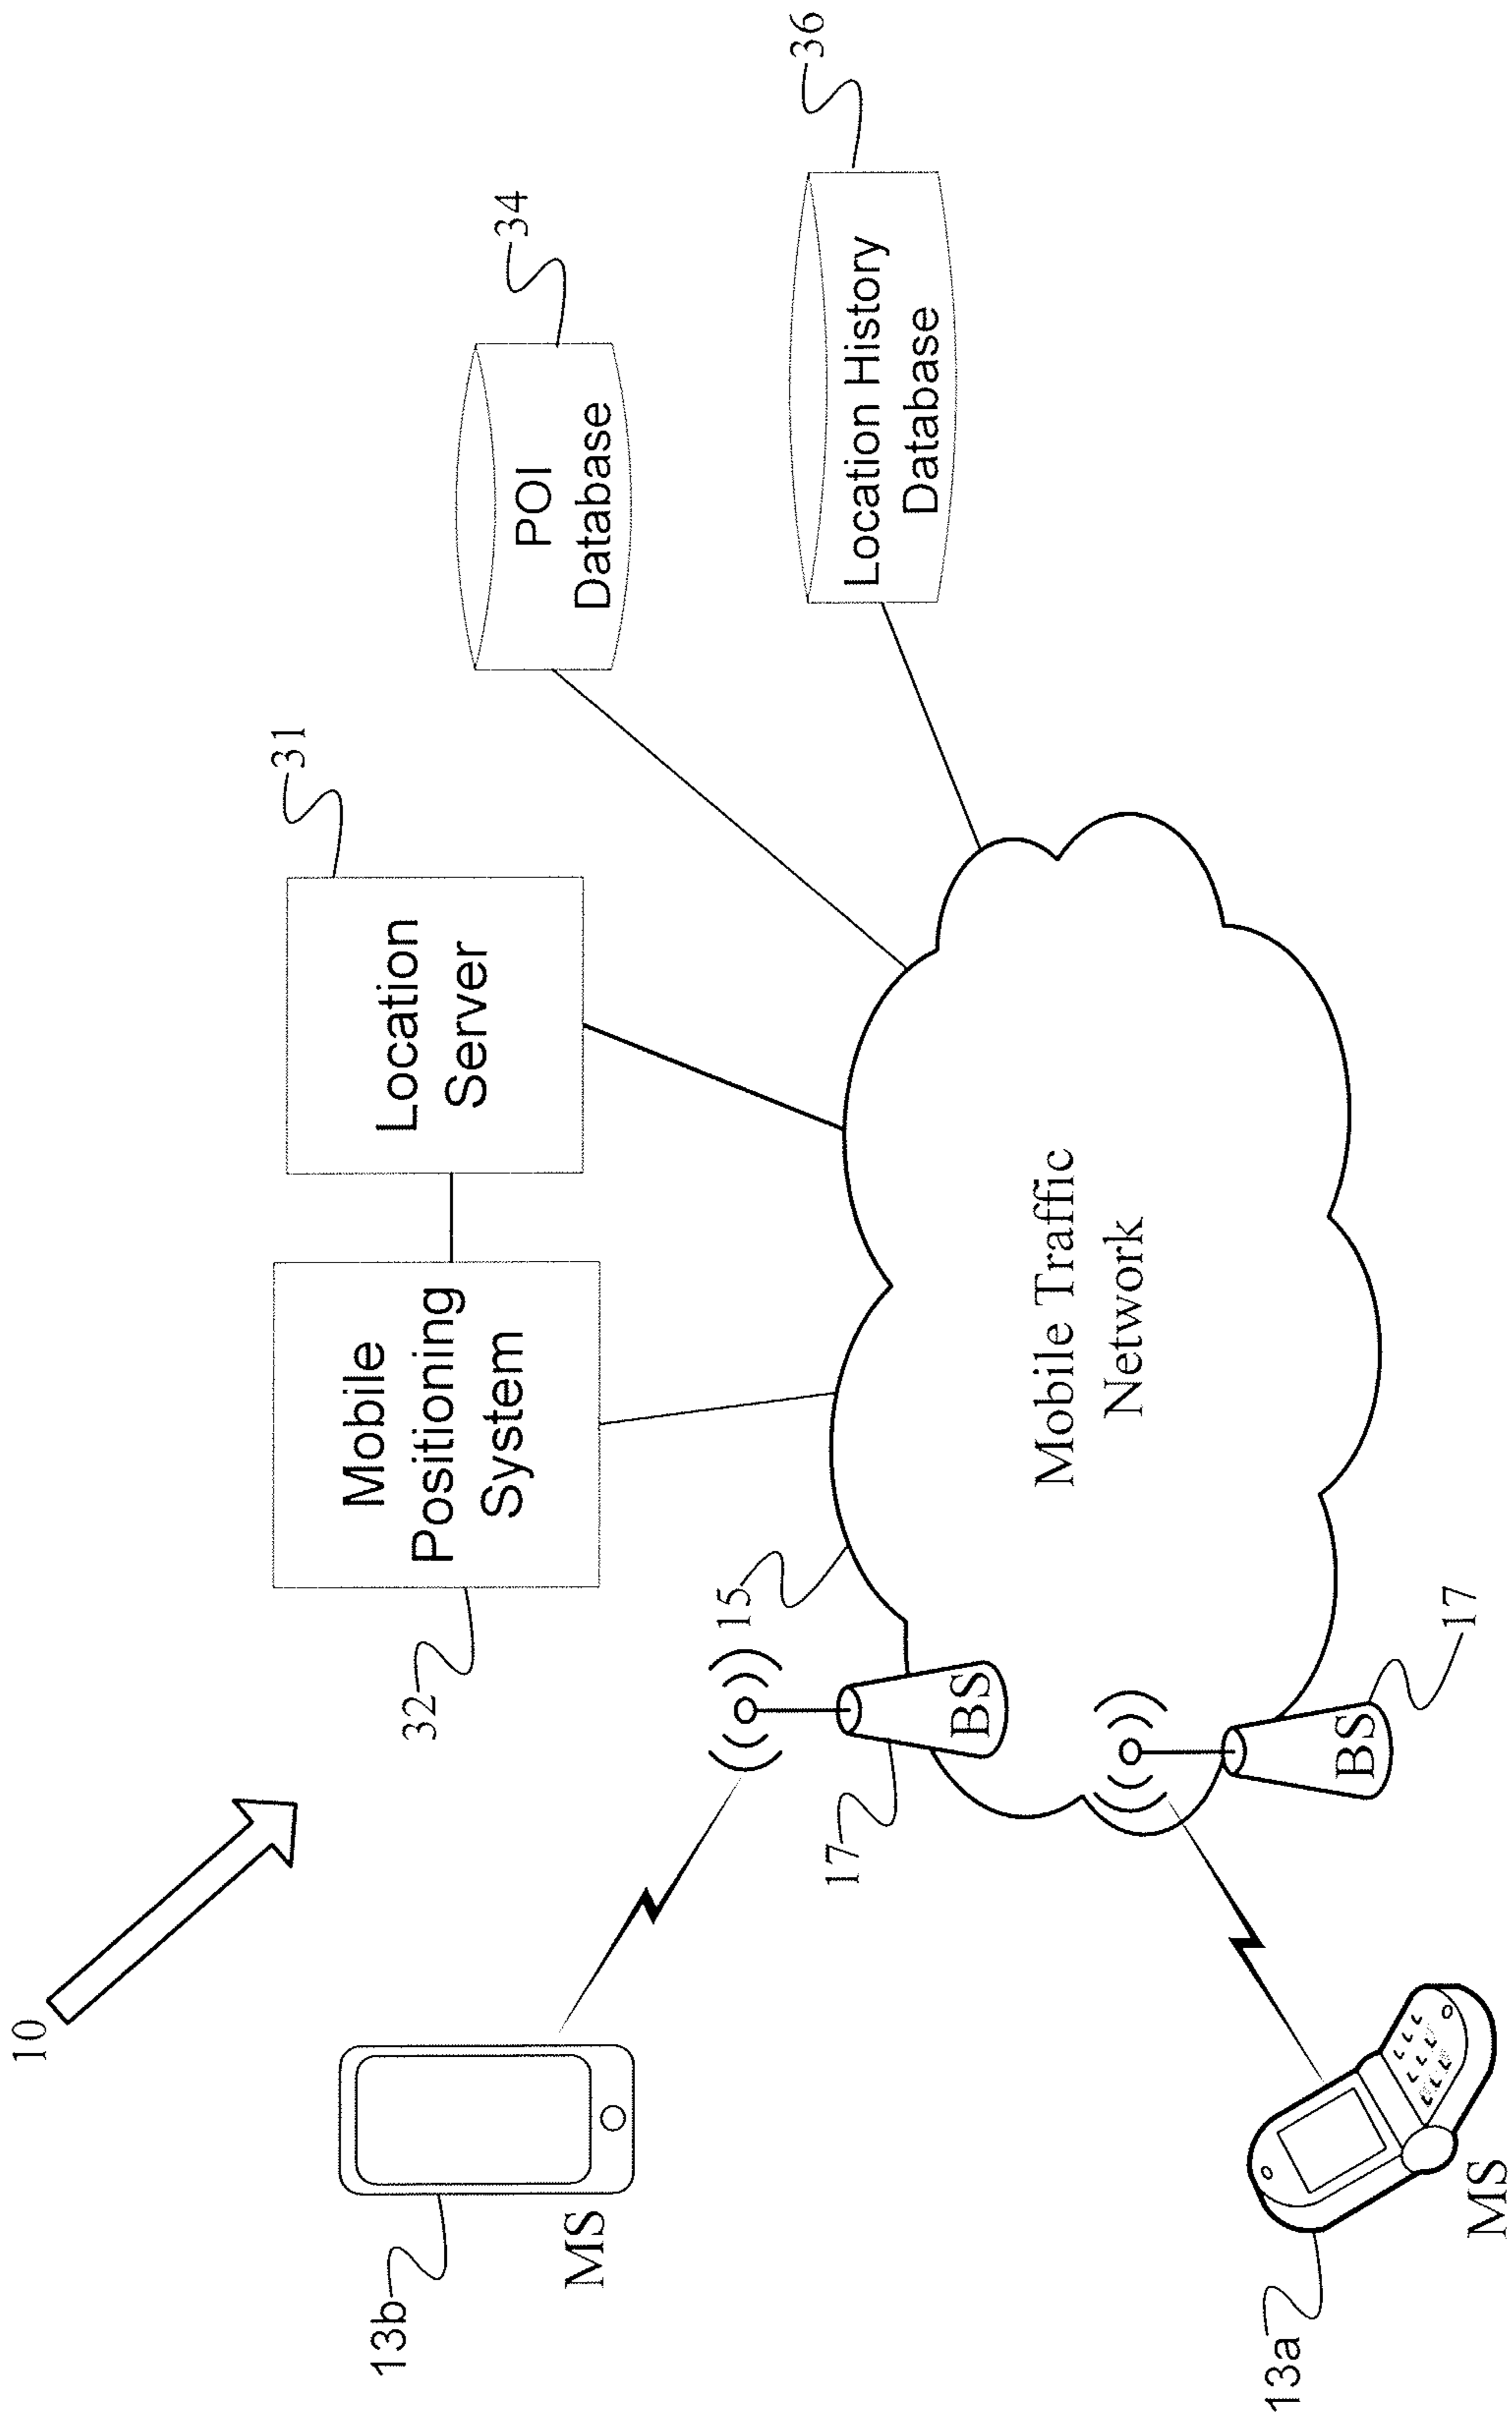 10
32
Mobile
Positioning
System
Location
Server
31
POI
Database
34
Location History
Database
36
13b
MS
15
17
BS
Mobile Traffic
Network
13a
MS
BS
17